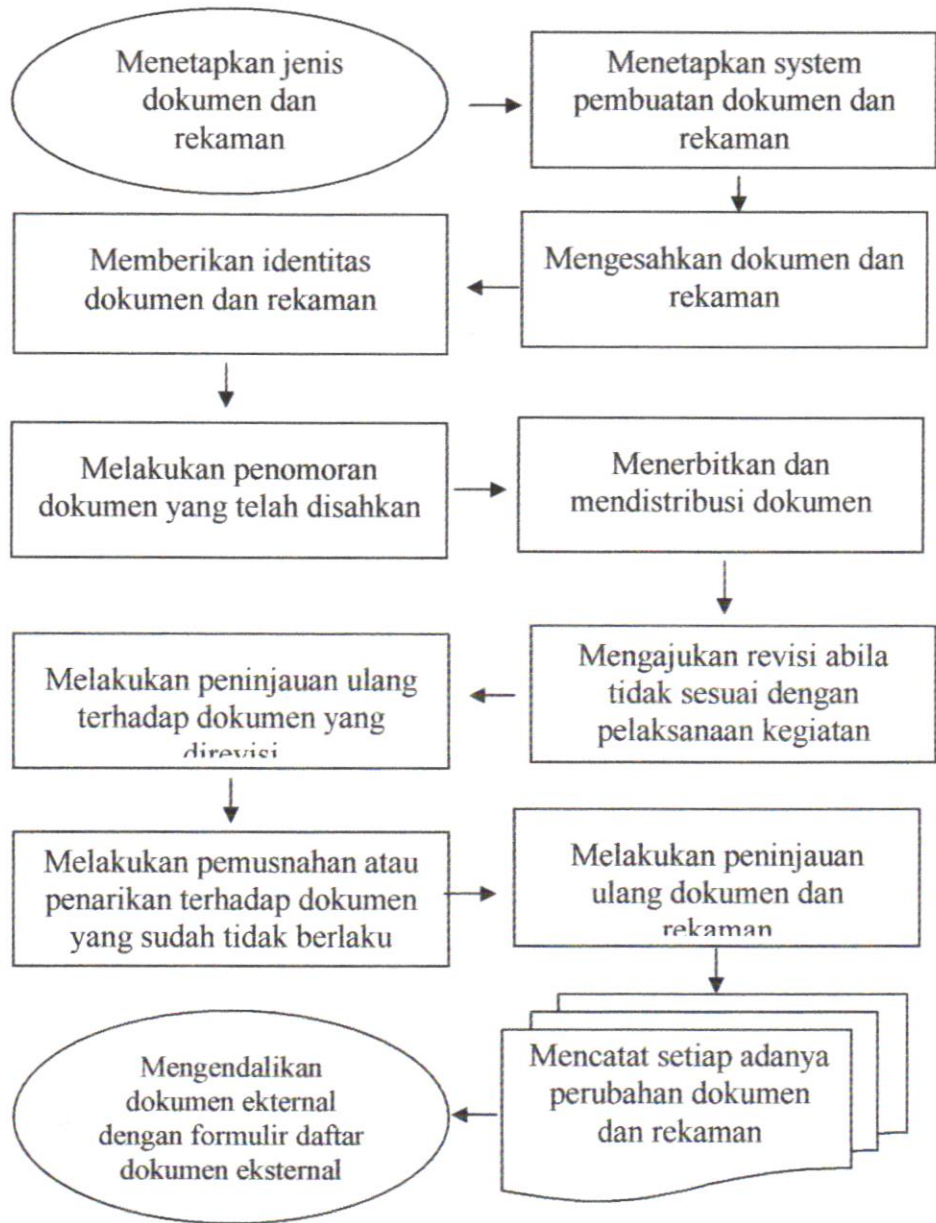 Menetapkan jenis
dokumen dan
rekaman
Menetapkan system
pembuatan dokumen dan
rekaman
Mengesahkan dokumen dan
rekaman
Memberikan identitas
dokumen dan rekaman
Melakukan penomoran
dokumen yang telah disahkan
Menerbitkan dan
mendistribusi dokumen
Mengajukan revisi abila
tidak sesuai dengan
pelaksanaan kegiatan
Melakukan peninjauan ulang
terhadap dokumen yang
direvisi
Melakukan pemusnahan atau
penarikan terhadap dokumen
yang sudah tidak berlaku
Melakukan peninjauan
ulang dokumen dan
rekaman
Mencatat setiap adanya
perubahan dokumen
dan rekaman
Mengendalikan
dokumen ekternal
dengan formulir daftar
dokumen eksternal